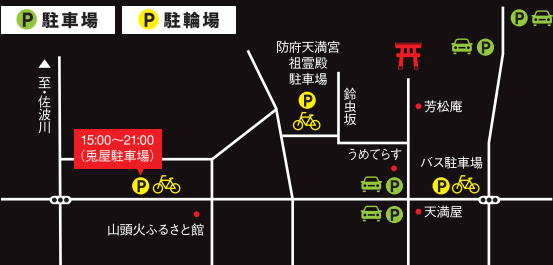 P 駐車場
P 駐輪場
P
P
防府天満宮
祖霊殿
駐車場
P
鈴虫坂
▲
至・佐波川
芳松庵
15:00〜21:00
（兎屋駐車場）
P
うめてらす
P
バス駐車場
P
P
天満屋
山頭火ふるさと館